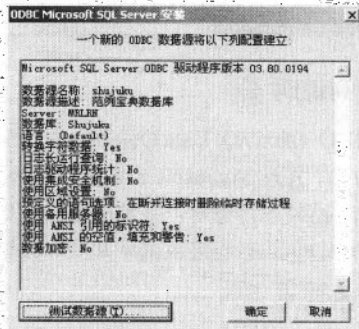 ODBC Microsoft SQL Server 安装
一个新的 ODBC 数据源将以下列配置建立:
Microsoft SQL Server ODBC 驱动程序版本 03.80.0194
数据源名称: shujuku
数据源描述: 范例宝典数据库
Server: MRLRN
数据库: Shujuku
语言: (Default)
转换字符数据: Yes
日志长运行查询: No
日志驱动程序统计: No
使用集成安全机制: No
使用区域设置: No
预定义的语句选项: 在断开连接时删除临时存储过程
使用备用服务器: No
使用 ANSI 引用的标识符: Yes
使用 ANSI 的空值，填充和警告: Yes
数据加密: No
测试数据源(T)...
确定
取消